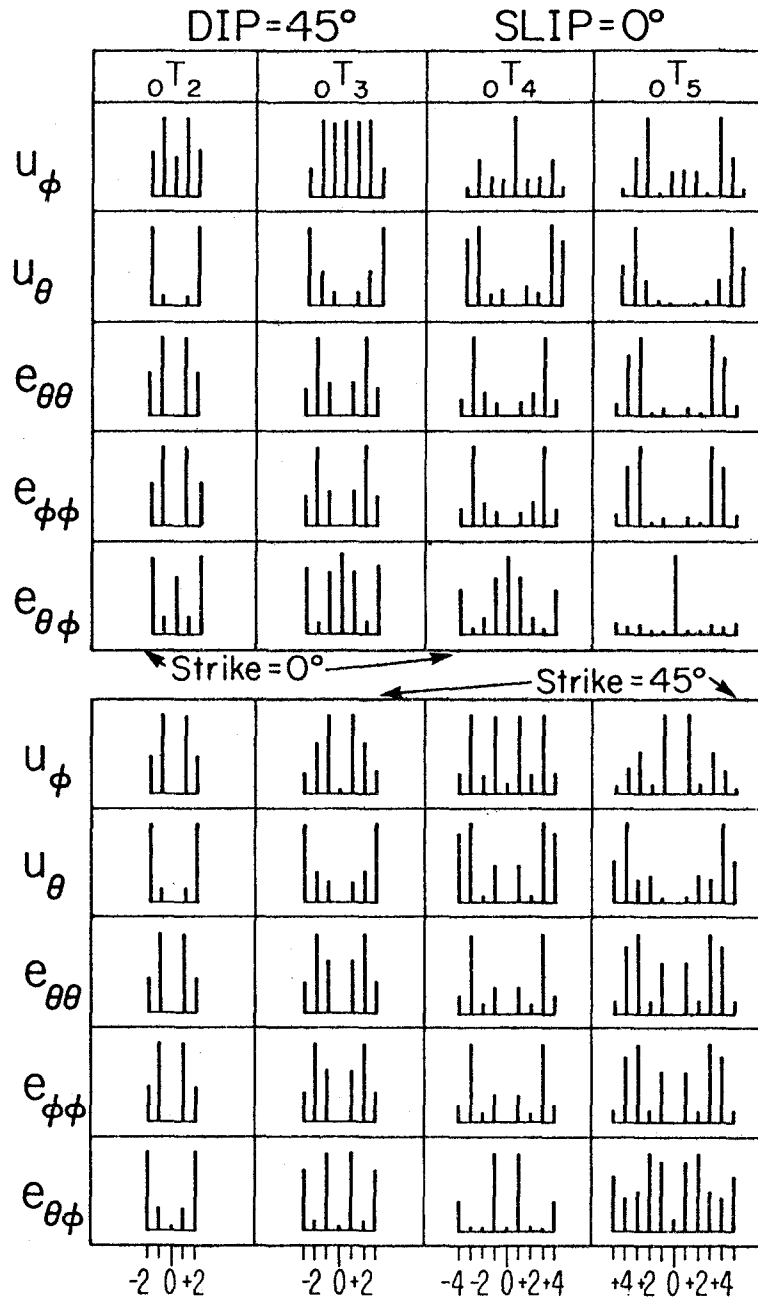 DIP=45° SLIP=0°
₀T₂ ₀T₃ ₀T₄ ₀T₅
u_φ
u_θ
e_θθ
e_φφ
e_θφ
Strike=0°
Strike=45°
u_φ
u_θ
e_θθ
e_φφ
e_θφ
-2 0+2 -2 0+2 -4-2 0+2+4 +4+2 0+2+4